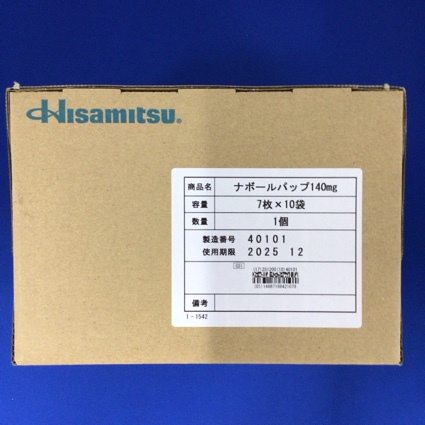 Hisamitsu®
商品名 ナボールパップ140mg
容量 7枚×10袋
数量 1個
製造番号 40101
使用期限 2025 12
備考
1-1542